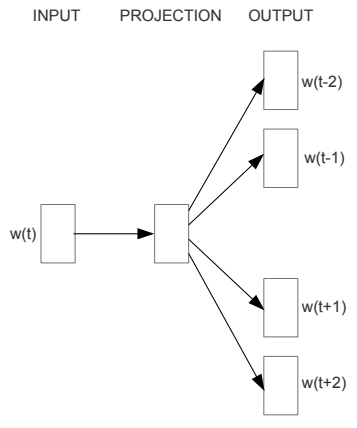 INPUT PROJECTION OUTPUT
w(t-2)
w(t-1)
w(t)
w(t+1)
w(t+2)